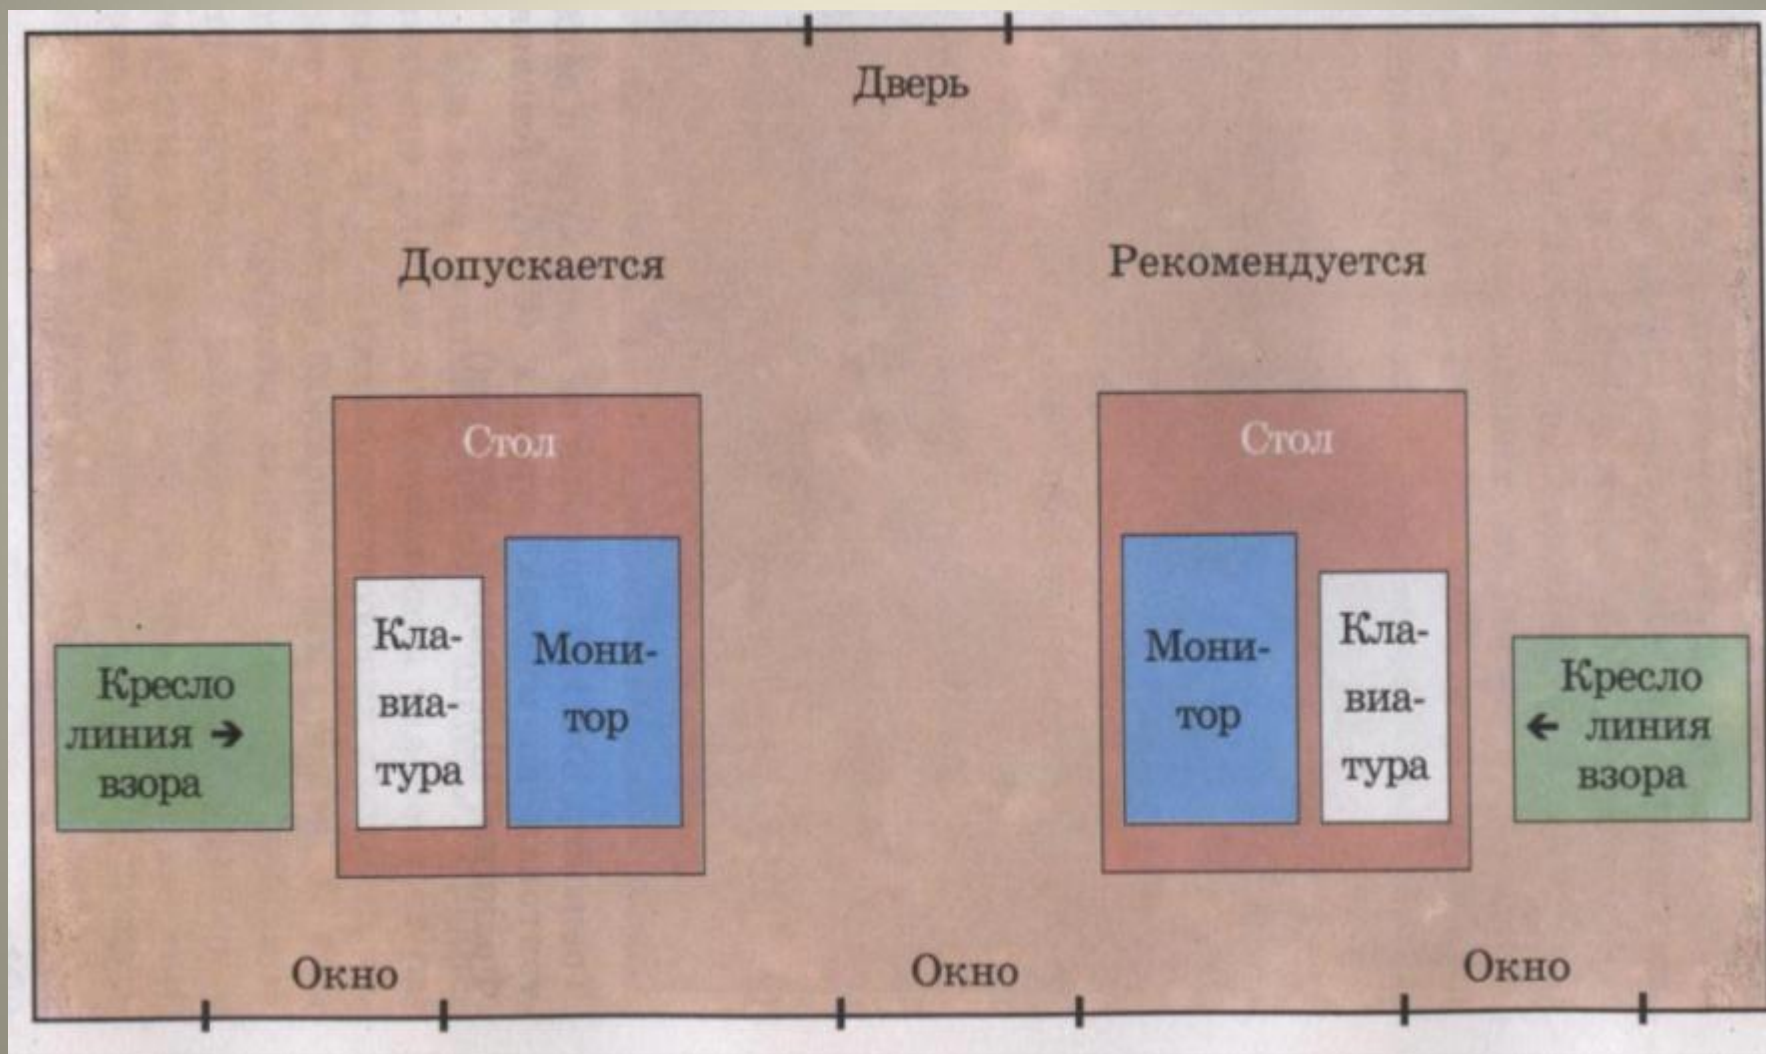 Дверь
Допускается
Рекомендуется
Стол
Кла-
виа-
тура
Мони-
тор
Кресло
линия →
взора
Стол
Мони-
тор
Кла-
виа-
тура
Кресло
← линия
взора
Окно
Окно
Окно